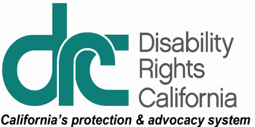 drc
Disability
Rights
California
California's protection & advocacy system